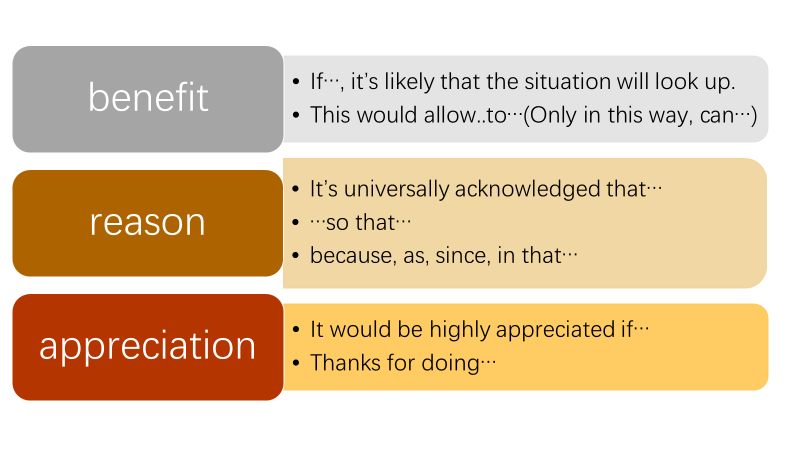 benefit
• If···, it’s likely that the situation will look up.
• This would allow..to···(Only in this way, can···)
reason
• It’s universally acknowledged that···
• ···so that···
• because, as, since, in that···
appreciation
• It would be highly appreciated if···
• Thanks for doing···